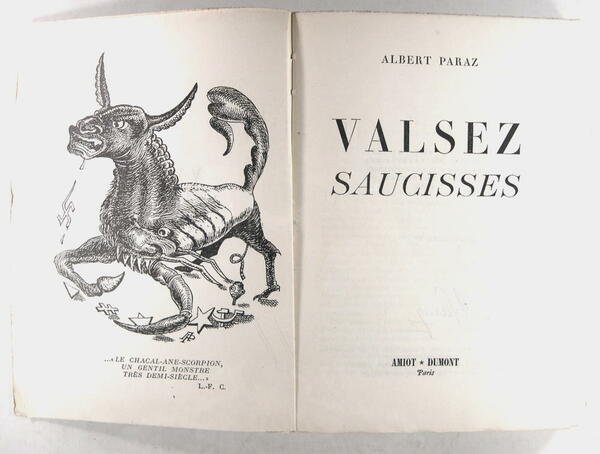 ...«LE CHACAL-ANE-SCORPION,
UN GENTIL MONSTRE
TRÈS DEMI-SIÈCLE...»
L.-F. C.
ALBERT PARAZ
VALSEZ
SAUCISSES
AMIOT ★ DUMONT
Paris